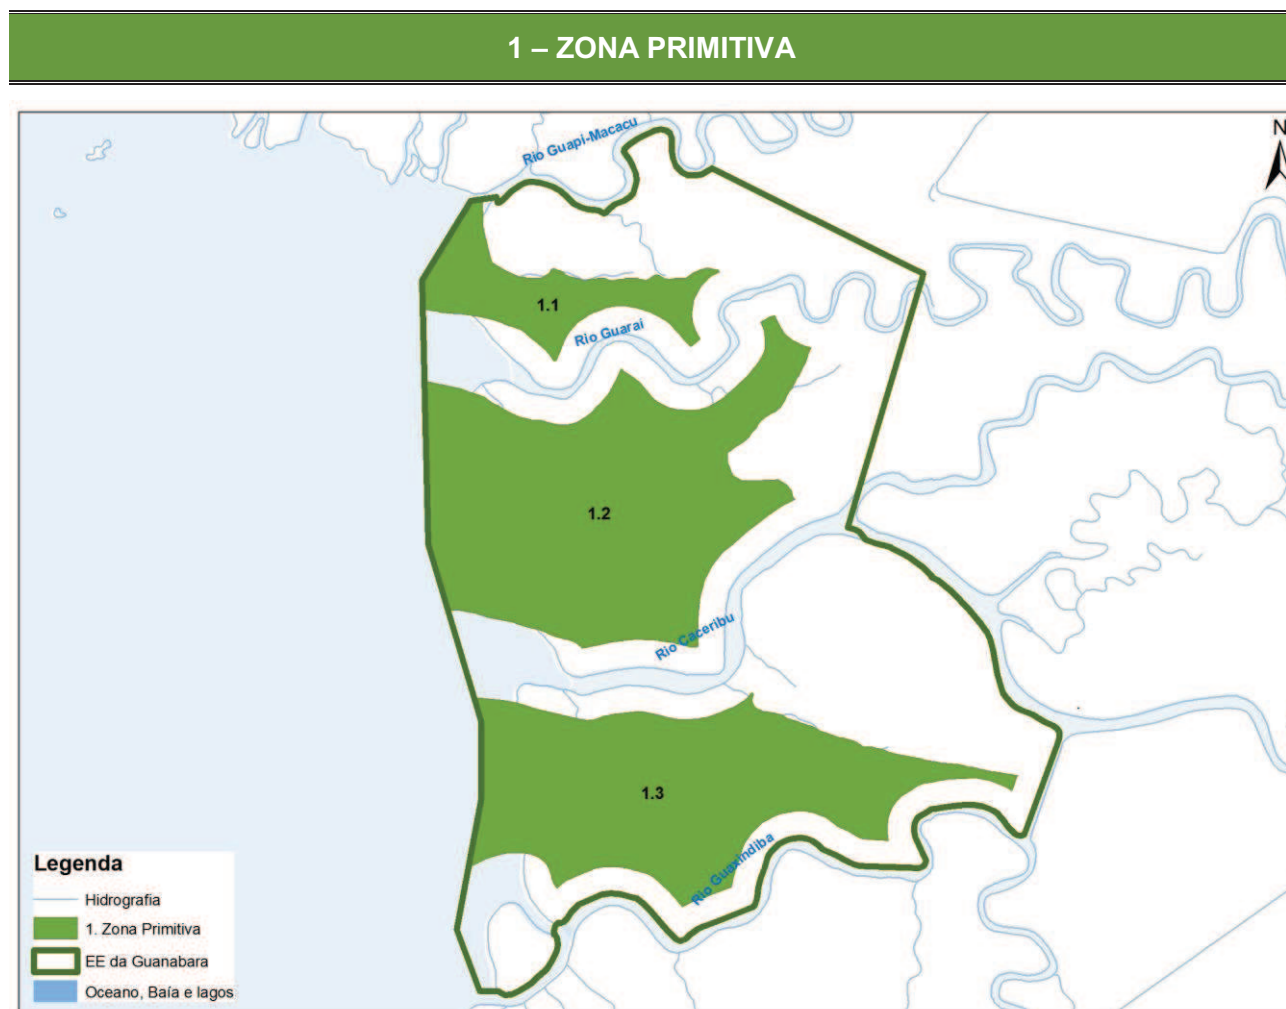 1 – ZONA PRIMITIVA
N
Rio Guapi-Macacu
1.1
Rio Guarai
1.2
Rio Caceribu
1.3
Rio Guaxindiba
Legenda
Hidrografia
1. Zona Primitiva
EE da Guanabara
Oceano, Baía e lagos